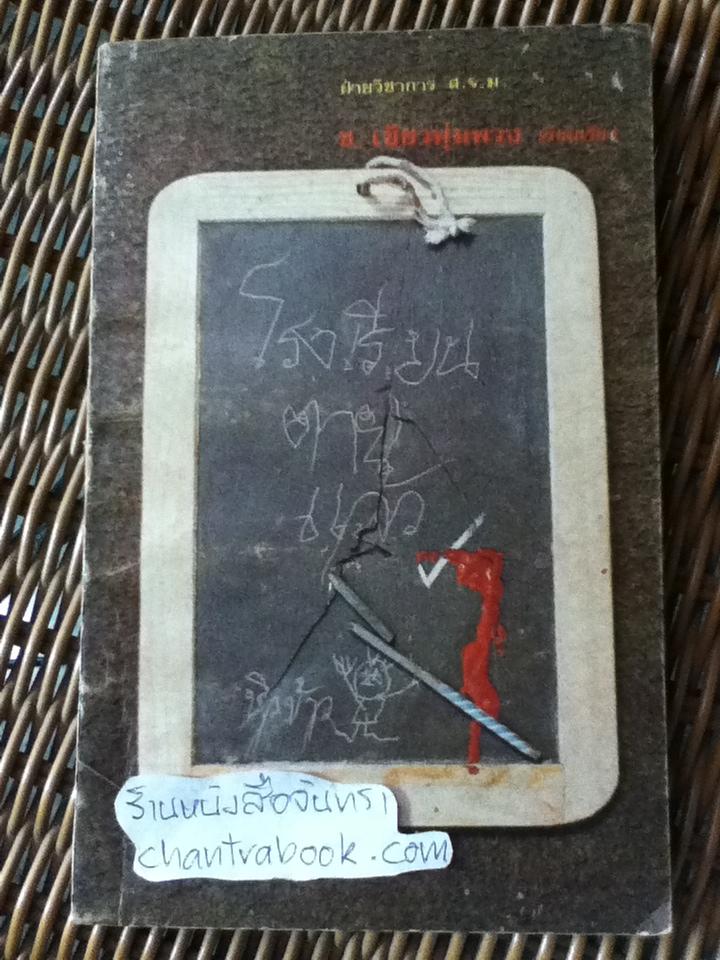 ฝ่ายวิชาการ ส.จ.ม.
ช. เขียวพุ่มพวง เรียบเรียง
โรงเรียน
ตาย
แล้ว
ร้านหนังสือจันทรา
chantrabook.com